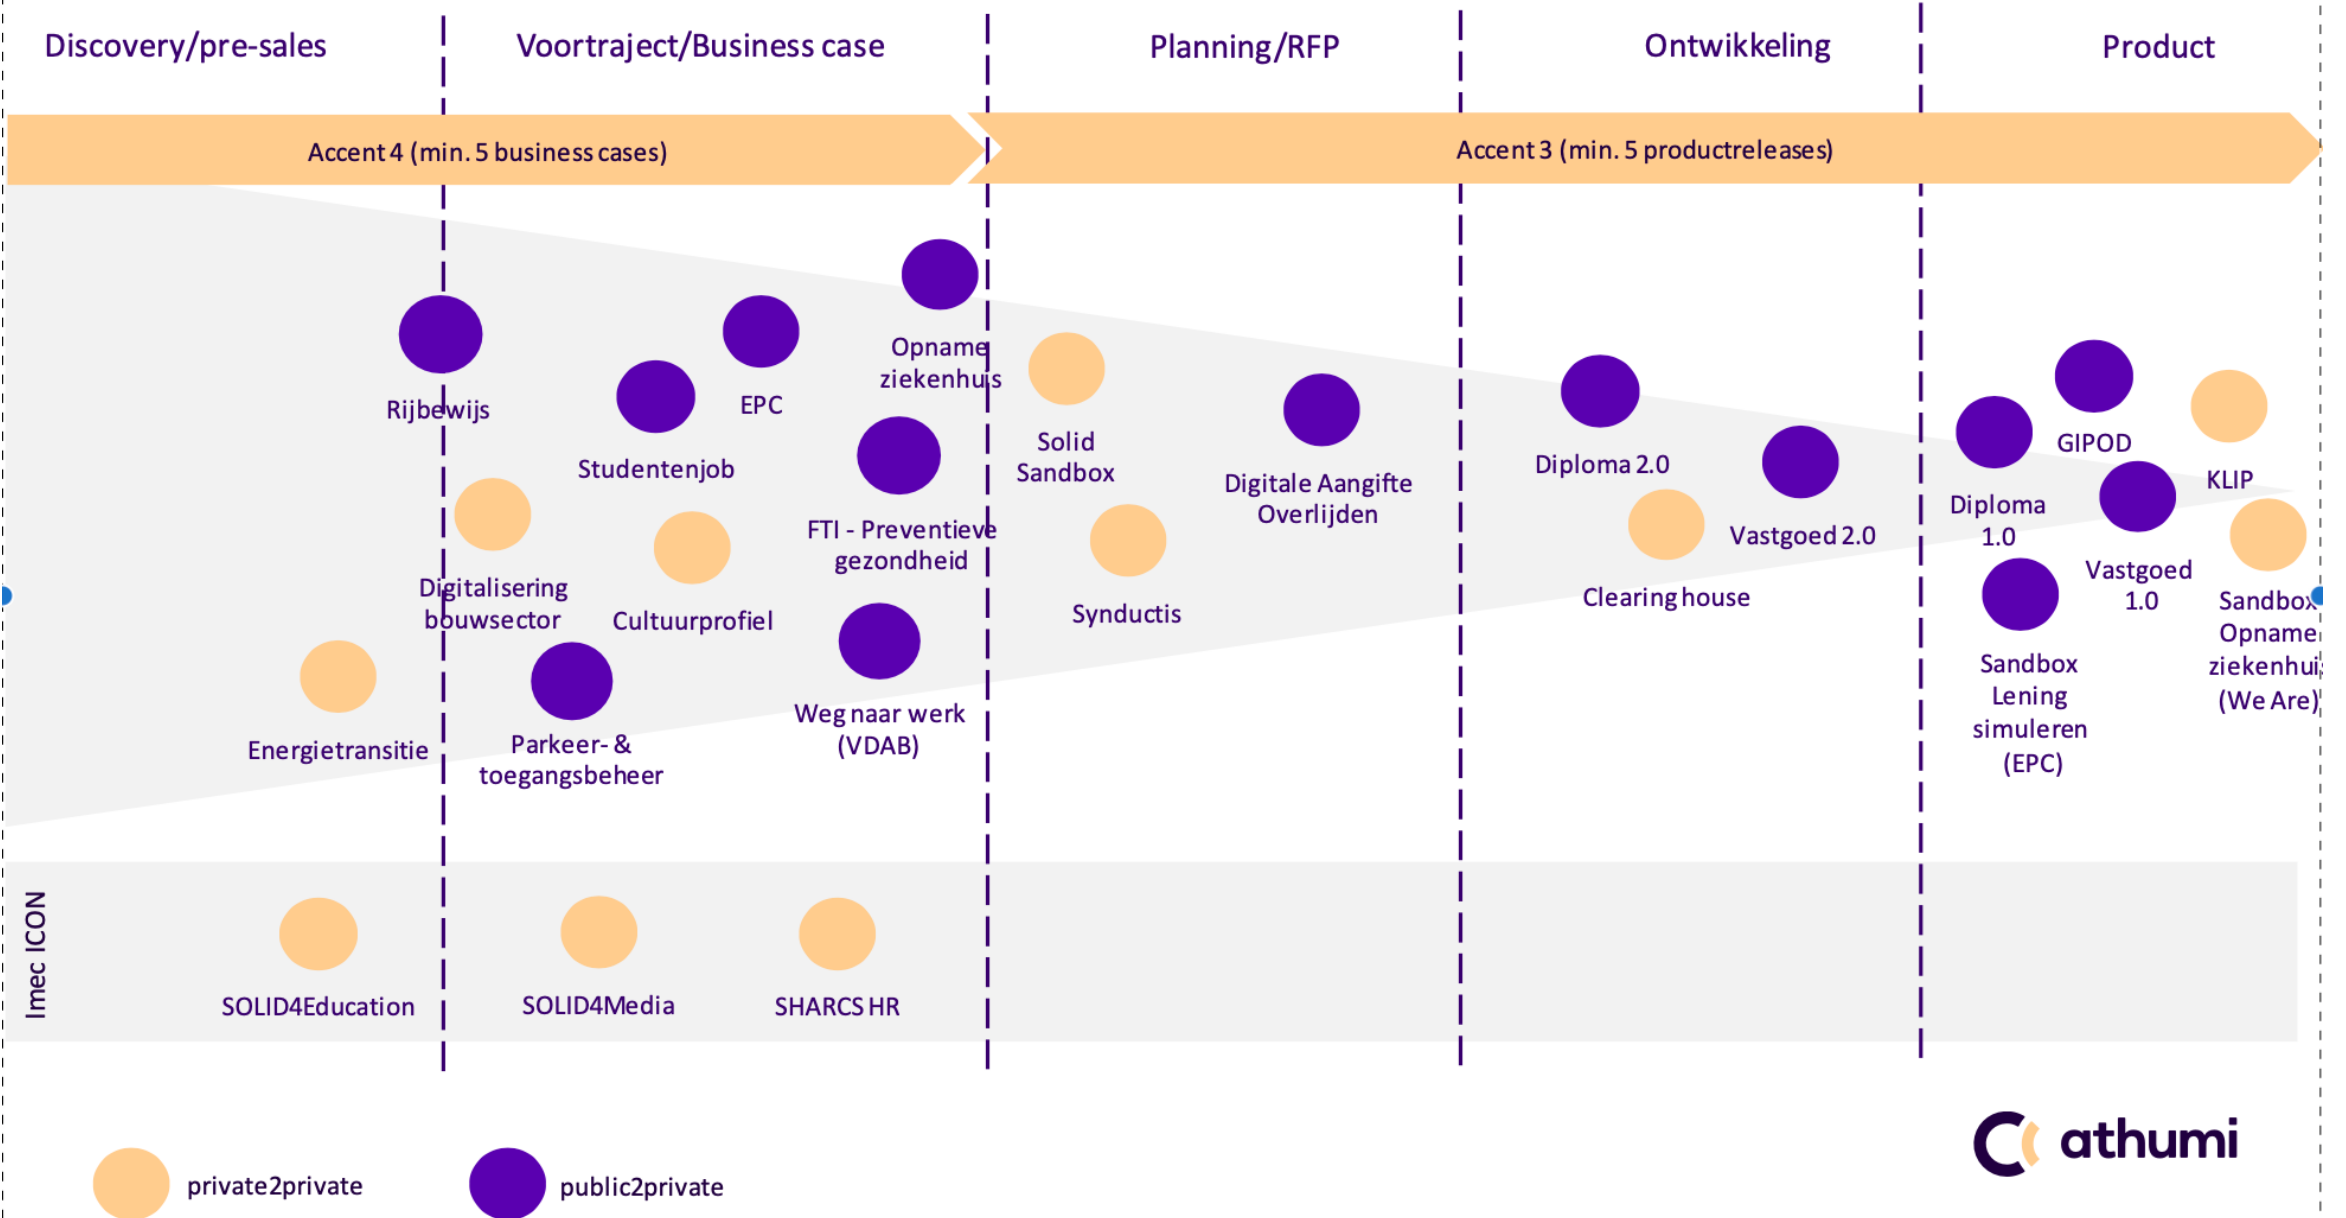 Discovery/pre-sales
Voortraject/Business case
Planning/RFP
Ontwikkeling
Product
Accent 4 (min. 5 business cases)
Accent 3 (min. 5 productreleases)
Rijbewijs
Studentenjob
EPC
Opname
ziekenhuis
Digitalisering
bouwsector
Cultuurprofiel
FTI - Preventieve
gezondheid
Energietransitie
Parkeer- &
toegangsbeheer
Weg naar werk
(VDAB)
Solid
Sandbox
Synductis
Digitale Aangifte
Overlijden
Diploma 2.0
Clearing house
Vastgoed 2.0
Diploma
1.0
GIPOD
KLIP
Vastgoed
1.0
Sandbox
Lening
simuleren
(EPC)
Sandbox
Opname
ziekenhuis
(We Are)
Imec ICON
SOLID4Education
SOLID4Media
SHARCS HR
private2private
public2private
athumi